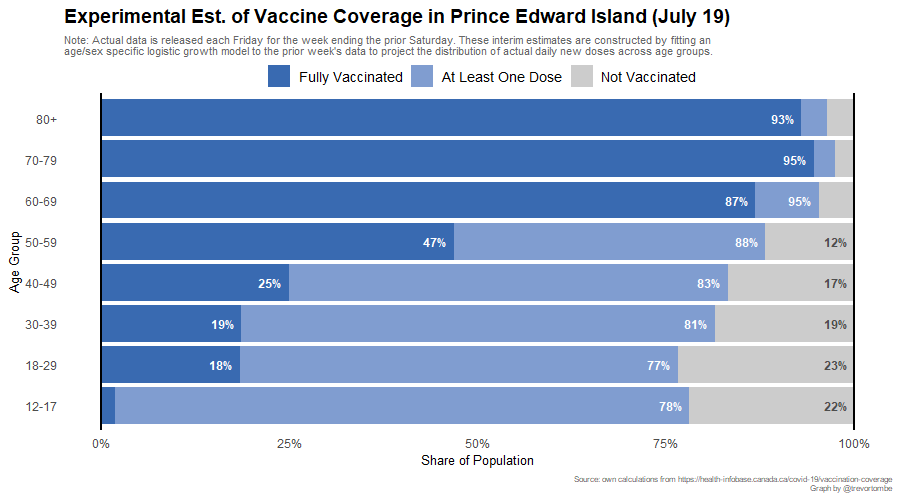 Experimental Est. of Vaccine Coverage in Prince Edward Island (July 19)
Note: Actual data is released each Friday for the week ending the prior Saturday. These interim estimates are constructed by fitting an
age/sex specific logistic growth model to the prior week's data to project the distribution of actual daily new doses across age groups.
Fully Vaccinated At Least One Dose Not Vaccinated
80+ 93%
70-79 95%
60-69 87% 95%
50-59 47% 88% 12%
40-49 25% 83% 17%
30-39 19% 81% 19%
18-29 18% 77% 23%
12-17 78% 22%
Age Group
0% 25% 50% 75% 100%
Share of Population
Source: own calculations from https://health-infobase.canada.ca/covid-19/vaccination-coverage
Graph by @trevortombe